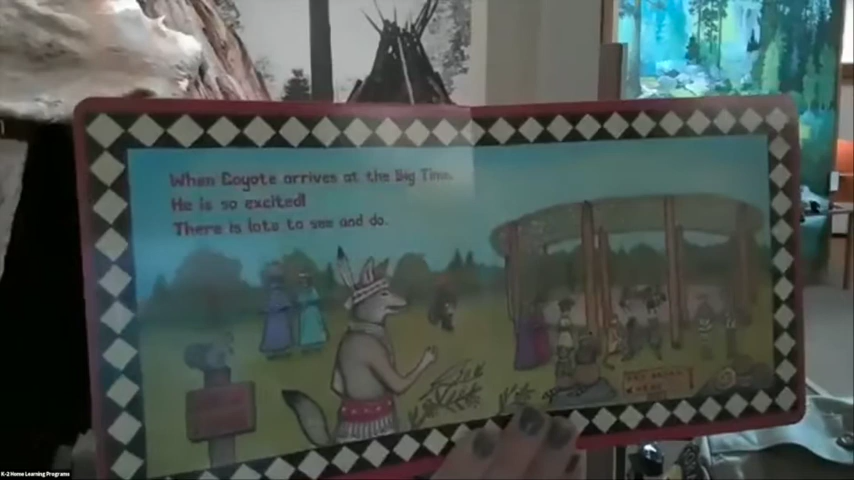 When Coyote arrives at the Big Time,
He is so excited!
There is lots to see and do.
K-2 Home Learning Programs